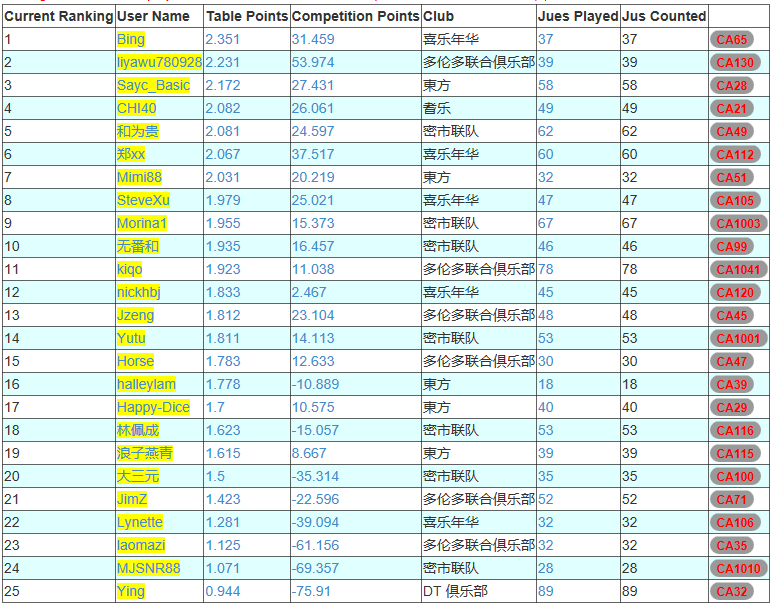 Current Ranking User Name Table Points Competition Points Club Jues Played Jus Counted
1 Bing 2.351 31.459 喜乐年华 37 37 CA65
2 liyawu780928 2.231 53.974 多伦多联合俱乐部 39 39 CA130
3 Sayc_Basic 2.172 27.431 東方 58 58 CA28
4 CHI40 2.082 26.061 耆乐 49 49 CA21
5 和为贵 2.081 24.597 密市联队 62 62 CA49
6 郑xx 2.067 37.517 喜乐年华 60 60 CA112
7 Mimi88 2.031 20.219 東方 32 32 CA51
8 SteveXu 1.979 25.021 喜乐年华 47 47 CA105
9 Morina1 1.955 15.373 密市联队 67 67 CA1003
10 无番和 1.935 16.457 密市联队 46 46 CA99
11 kiqo 1.923 11.038 多伦多联合俱乐部 78 78 CA1041
12 nickhbj 1.833 2.467 喜乐年华 45 45 CA120
13 Jzeng 1.812 23.104 多伦多联合俱乐部 48 48 CA45
14 Yutu 1.811 14.113 密市联队 53 53 CA1001
15 Horse 1.783 12.633 多伦多联合俱乐部 30 30 CA47
16 halleylam 1.778 -10.889 東方 18 18 CA39
17 Happy-Dice 1.7 10.575 東方 40 40 CA29
18 林佩成 1.623 -15.057 密市联队 53 53 CA116
19 浪子燕青 1.615 8.667 東方 39 39 CA115
20 大三元 1.5 -35.314 密市联队 35 35 CA100
21 JimZ 1.423 -22.596 多伦多联合俱乐部 52 52 CA71
22 Lynette 1.281 -39.094 喜乐年华 32 32 CA106
23 laomazi 1.125 -61.156 多伦多联合俱乐部 32 32 CA35
24 MJSNR88 1.071 -69.357 密市联队 28 28 CA1010
25 Ying 0.944 -75.91 DT 俱乐部 89 89 CA32